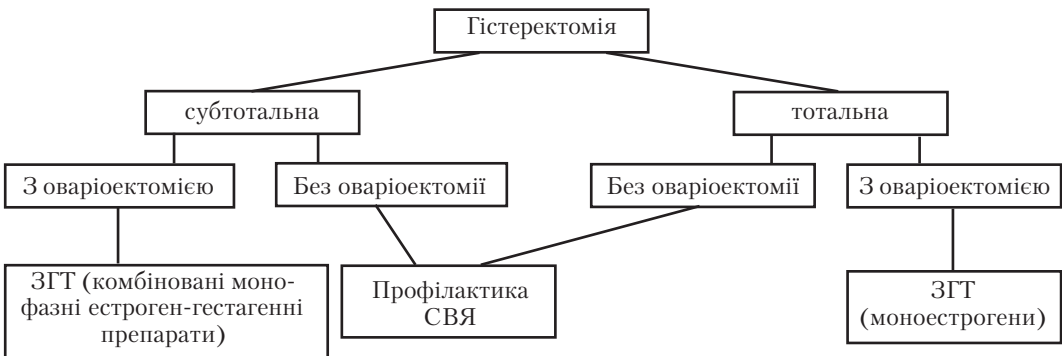 Гістеректомія
субтотальна
тотальна
З оваріоектомією
Без оваріоектомії
Без оваріоектомії
З оваріоектомією
ЗГТ (комбіновані моно-
фазні естроген-гестагенні
препарати)
Профілактика
СВЯ
ЗГТ
(моноестрогени)